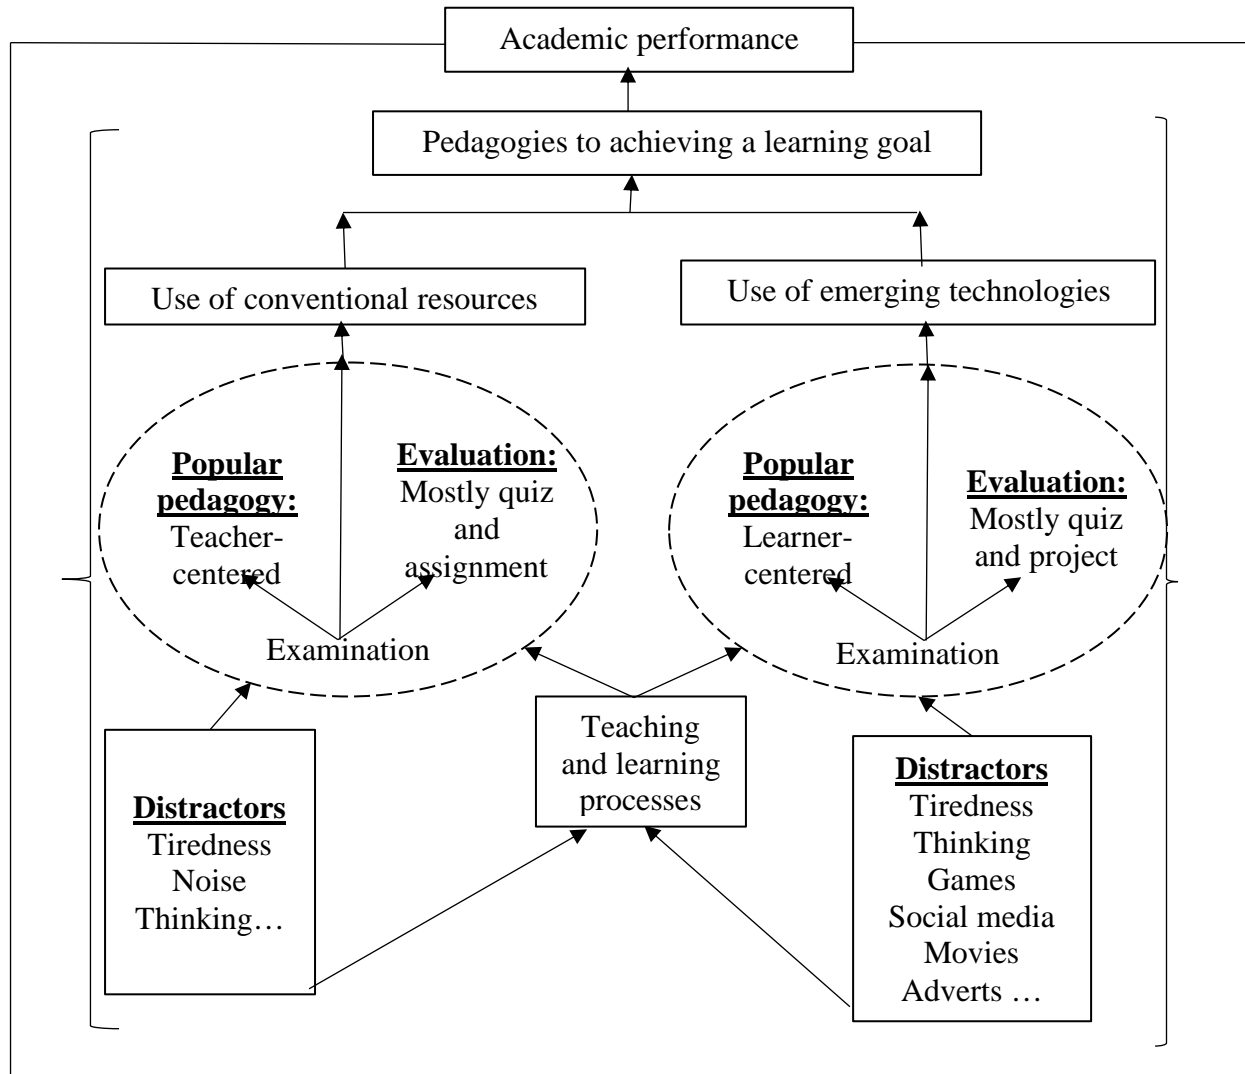 Academic performance
Pedagogies to achieving a learning goal
Use of conventional resources
Use of emerging technologies
Popular
pedagogy:
Teacher-
centered
Evaluation:
Mostly quiz
and
assignment
Examination
Popular
pedagogy:
Learner-
centered
Evaluation:
Mostly quiz
and project
Examination
Teaching
and learning
processes
Distractors
Tiredness
Noise
Thinking…
Distractors
Tiredness
Thinking
Games
Social media
Movies
Adverts …